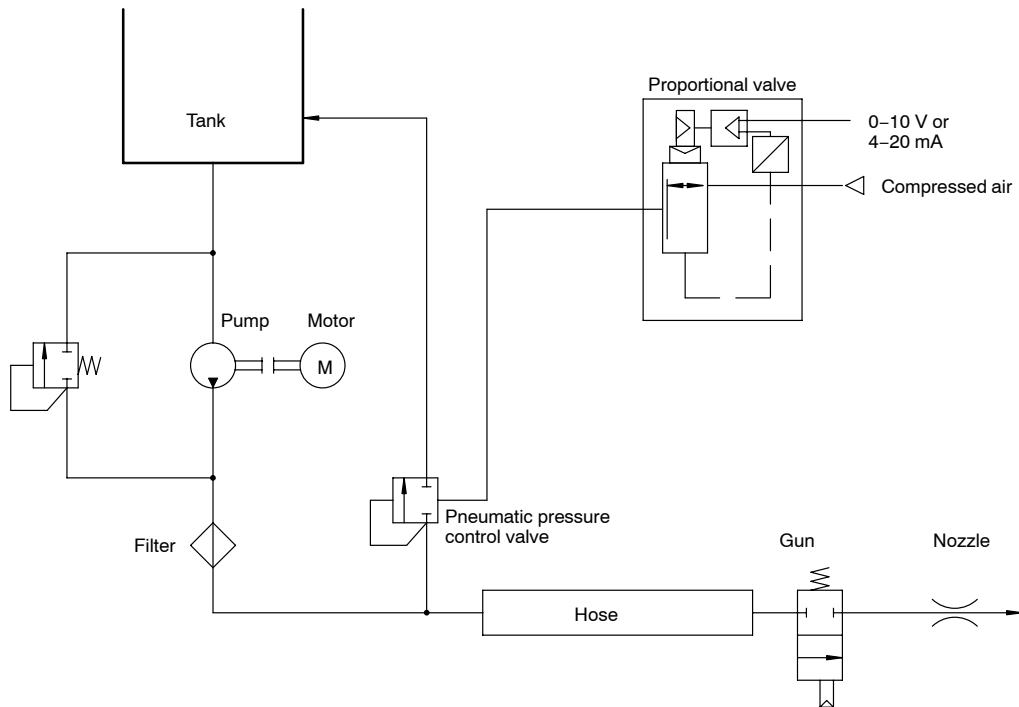 Proportional valve
Tank
0–10 V or
4–20 mA
Compressed air
Pump
Motor
M
Pneumatic pressure
control valve
Filter
Gun
Nozzle
Hose